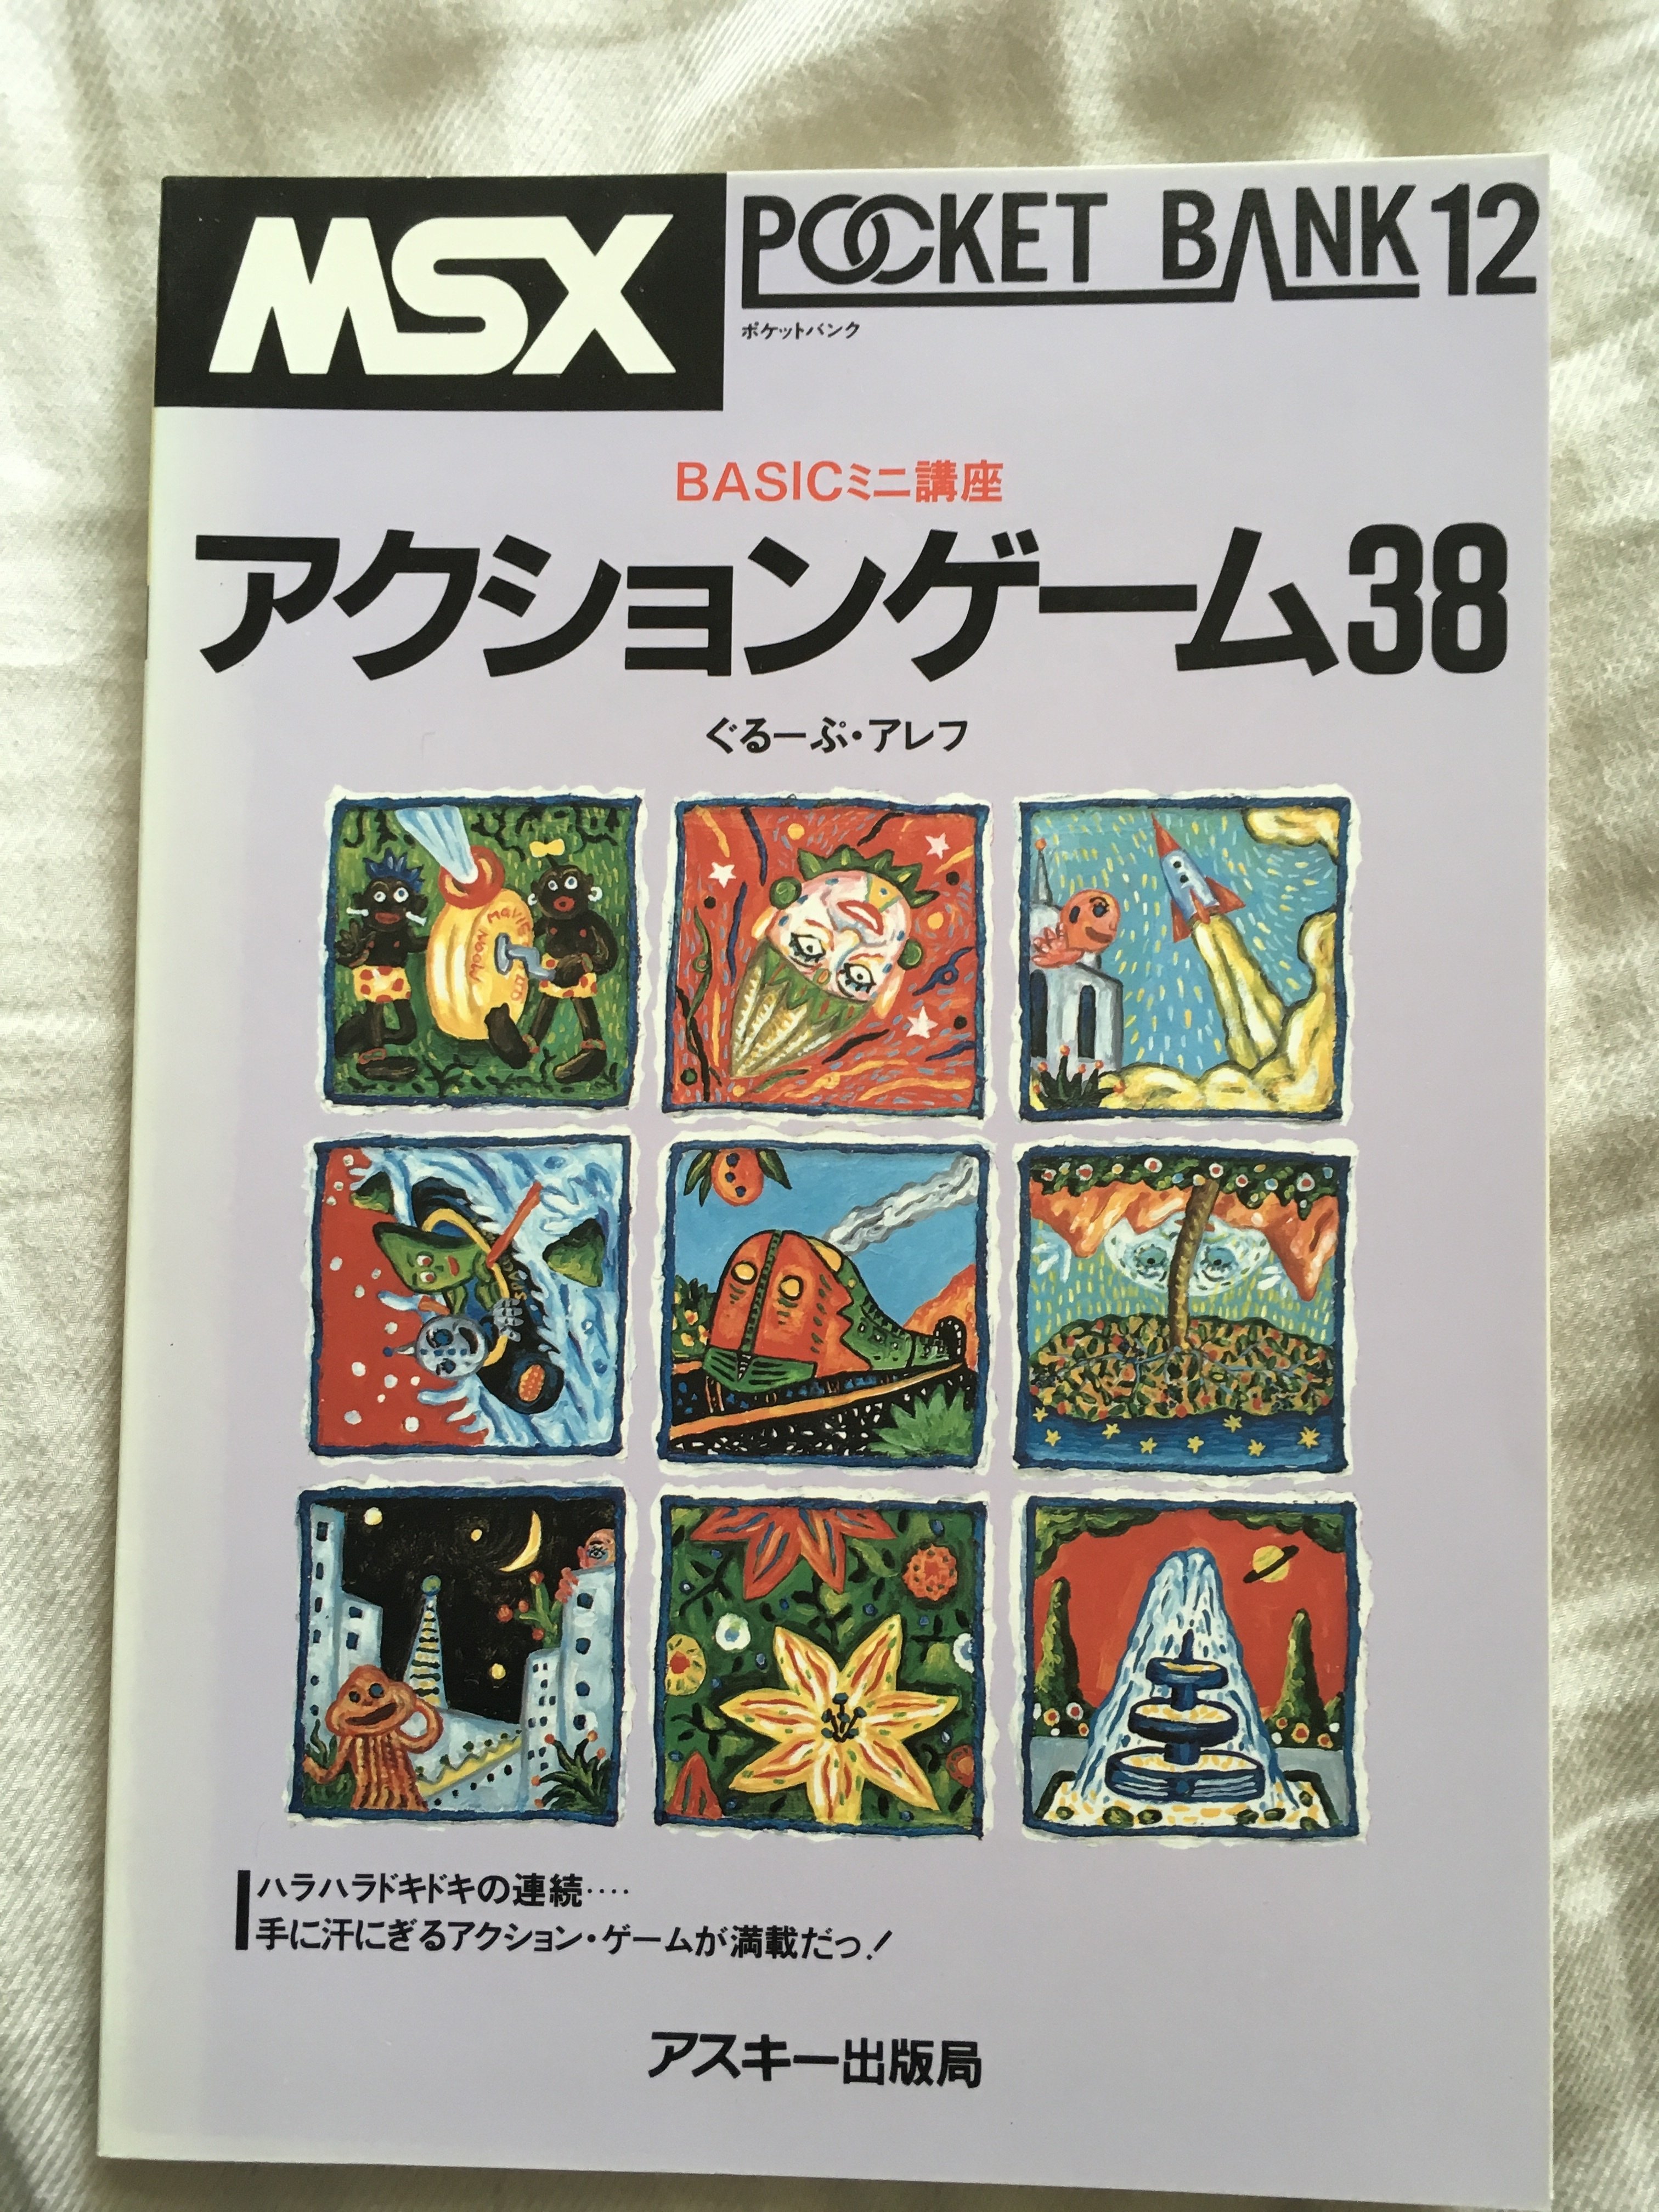 MSX
POCKET BANK 12
ポケットバンク
BASICミニ講座
アクションゲーム38
ぐるーぷ・アレフ
ハラハラドキドキの連続‥‥
手に汗にぎるアクション・ゲームが満載だっ!
アスキー出版局